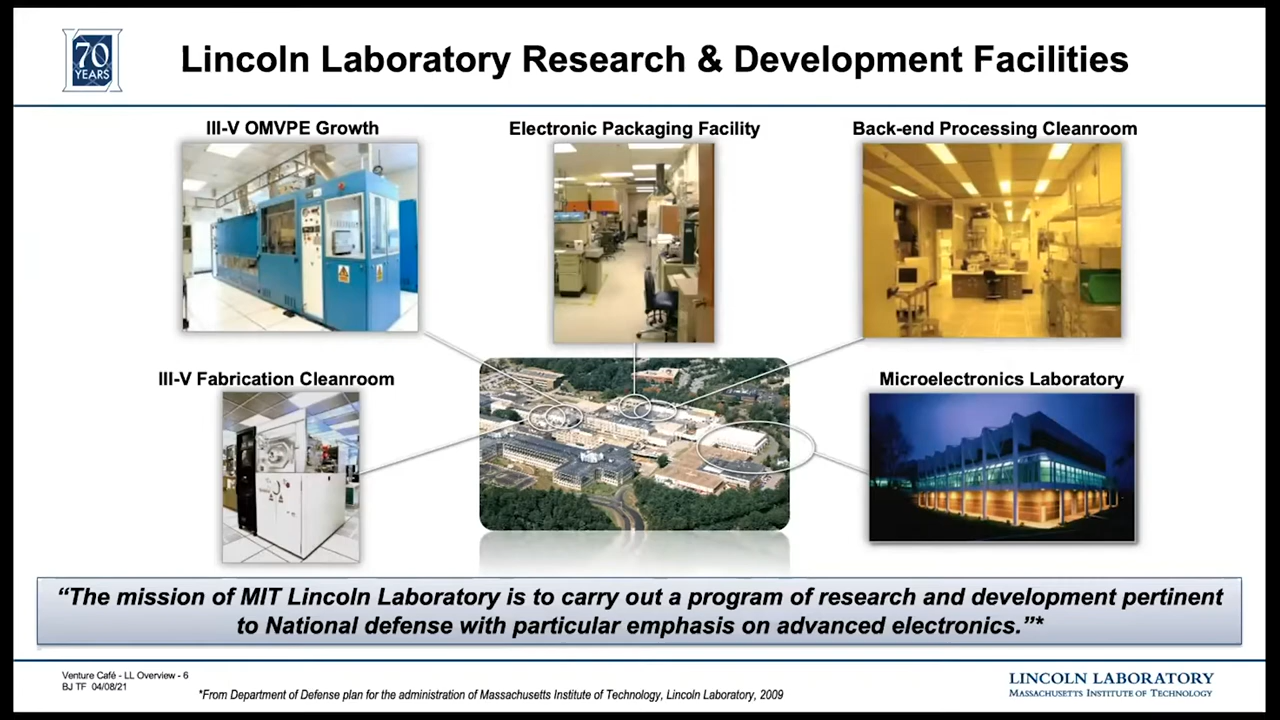 70
YEARS
Lincoln Laboratory Research & Development Facilities
III-V OMVPE Growth
Electronic Packaging Facility
Back-end Processing Cleanroom
III-V Fabrication Cleanroom
Microelectronics Laboratory
“The mission of MIT Lincoln Laboratory is to carry out a program of research and development pertinent
to National defense with particular emphasis on advanced electronics.”*
Venture Café - LL Overview - 6
BJ TF 04/08/21
*From Department of Defense plan for the administration of Massachusetts Institute of Technology, Lincoln Laboratory, 2009
LINCOLN LABORATORY
MASSACHUSETTS INSTITUTE OF TECHNOLOGY